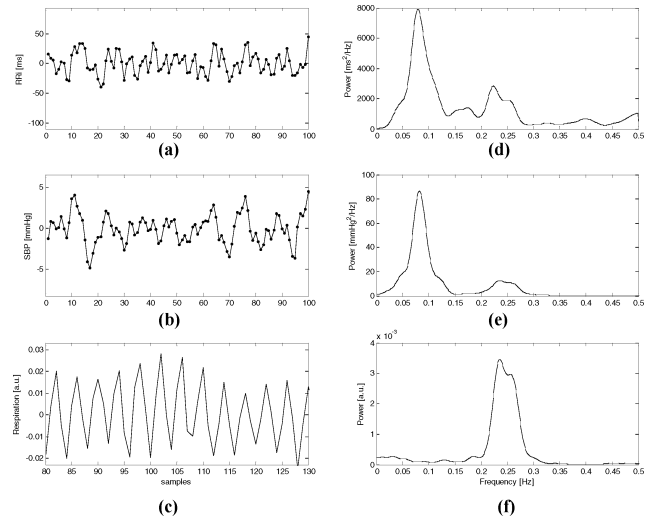 50
0
-50
-100
RRi [ms]
0 10 20 30 40 50 60 70 80 90 100
(a)
8000
6000
4000
2000
0
Power [ms²/Hz]
0 0.05 0.1 0.15 0.2 0.25 0.3 0.35 0.4 0.45 0.5
(d)
5
0
-5
SBP [mmHg]
0 10 20 30 40 50 60 70 80 90 100
(b)
100
80
60
40
20
0
Power [mmHg²/Hz]
0 0.05 0.1 0.15 0.2 0.25 0.3 0.35 0.4 0.45 0.5
(e)
0.03
0.02
0.01
0
-0.01
-0.02
Respiration [a.u.]
80 85 90 95 100 105 110 115 120 125 130
samples
(c)
x 10⁻³
4
3
2
1
0
Power [a.u.]
0 0.05 0.1 0.15 0.2 0.25 0.3 0.35 0.4 0.45 0.5
Frequency [Hz]
(f)